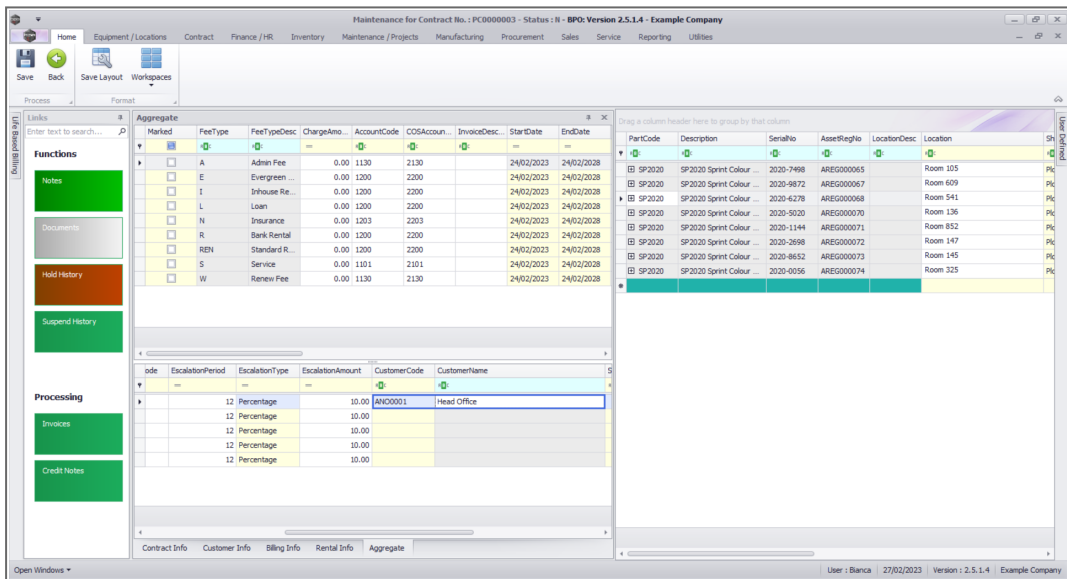 Maintenance for Contract No. : PC0000003 - Status : N - BPO: Version 2.5.1.4 - Example Company
Home Equipment / Locations Contract Finance / HR Inventory Maintenance / Projects Manufacturing Procurement Sales Service Reporting Utilities
Save Back Save Layout Workspaces
Process Format
Life Based Billing
Links
Enter text to search...
Functions
Notes
Documents
Hold History
Suspend History
Processing
Invoices
Credit Notes
Aggregate
Marked FeeType FeeTypeDesc ChargeAmo... AccountCode COSAccoun... InvoiceDesc... StartDate EndDate
A Admin Fee 0.00 1130 2130 24/02/2023 24/02/2028
E Evergreen ... 0.00 1200 2200 24/02/2023 24/02/2028
I Inhouse Re... 0.00 1200 2200 24/02/2023 24/02/2028
L Loan 0.00 1200 2200 24/02/2023 24/02/2028
N Insurance 0.00 1203 2203 24/02/2023 24/02/2028
R Bank Rental 0.00 1200 2200 24/02/2023 24/02/2028
REN Standard R... 0.00 1200 2200 24/02/2023 24/02/2028
S Service 0.00 1101 2101 24/02/2023 24/02/2028
W Renew Fee 0.00 1130 2130 24/02/2023 24/02/2028
ode EscalationPeriod EscalationType EscalationAmount CustomerCode CustomerName S
12 Percentage 10.00 ANO0001 Head Office
12 Percentage 10.00
12 Percentage 10.00
12 Percentage 10.00
12 Percentage 10.00
Contract Info Customer Info Billing Info Rental Info Aggregate
Drag a column header here to group by that column
PartCode Description SerialNo AssetRegNo LocationDesc Location Sh
SP2020 SP2020 Sprint Colour ... 2020-7498 AREG000065 Room 105 Plo
SP2020 SP2020 Sprint Colour ... 2020-9872 AREG000067 Room 609 Plo
SP2020 SP2020 Sprint Colour ... 2020-6278 AREG000068 Room 541 Plo
SP2020 SP2020 Sprint Colour ... 2020-5020 AREG000070 Room 136 Plo
SP2020 SP2020 Sprint Colour ... 2020-1144 AREG000071 Room 852 Plo
SP2020 SP2020 Sprint Colour ... 2020-2698 AREG000072 Room 147 Plo
SP2020 SP2020 Sprint Colour ... 2020-8652 AREG000073 Room 145 Plo
SP2020 SP2020 Sprint Colour ... 2020-0056 AREG000074 Room 325 Plo
User Defined
Open Windows
User : Bianca 27/02/2023 Version : 2.5.1.4 Example Company